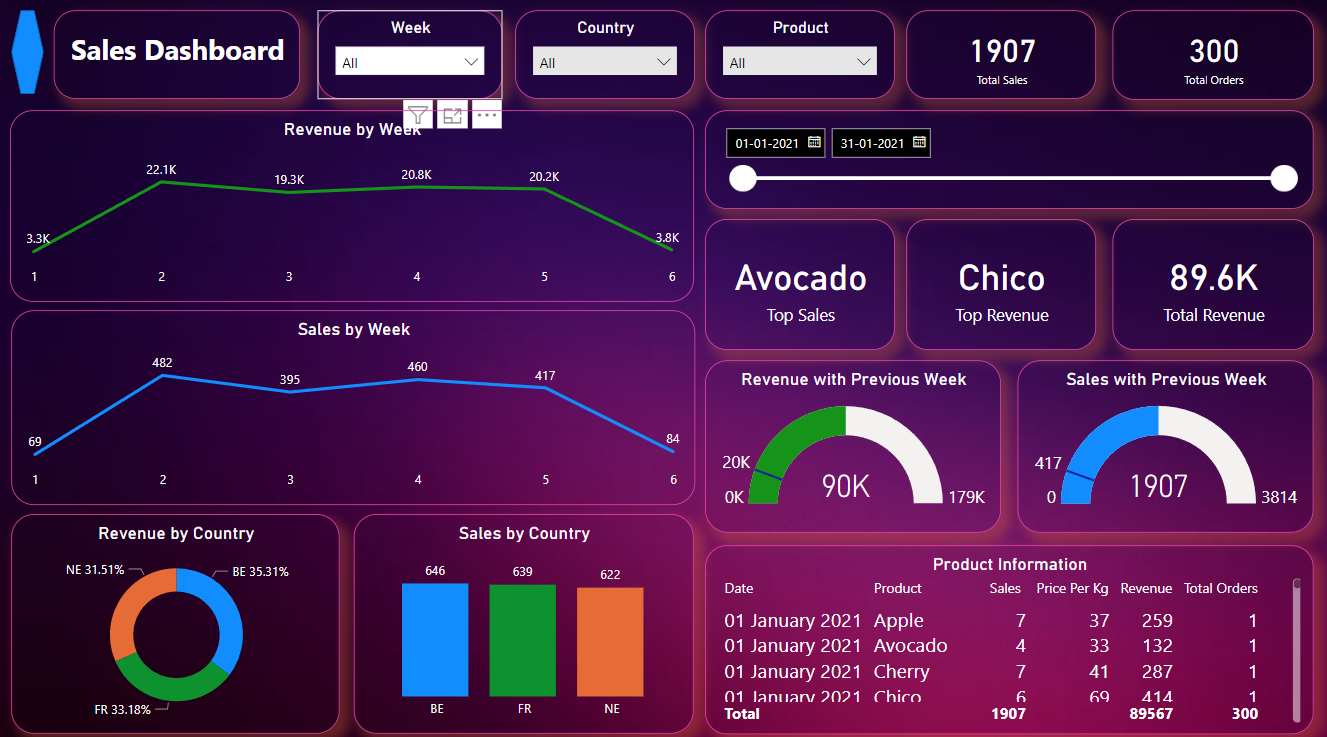 Sales Dashboard
Week
All
Country
All
Product
All
1907
Total Sales
300
Total Orders
Revenue by Week
22.1K
19.3K
20.8K
20.2K
3.3K
3.8K
1 2 3 4 5 6
01-01-2021 31-01-2021
Sales by Week
482
395
460
417
69
84
1 2 3 4 5 6
Avocado
Top Sales
Chico
Top Revenue
89.6K
Total Revenue
Revenue with Previous Week
20K
0K
90K
179K
Sales with Previous Week
417
0
1907
3814
Revenue by Country
NE 31.51%
BE 35.31%
FR 33.18%
Sales by Country
646
639
622
BE FR NE
Product Information
Date Product Sales Price Per Kg Revenue Total Orders
01 January 2021 Apple 7 37 259 1
01 January 2021 Avocado 4 33 132 1
01 January 2021 Cherry 7 41 287 1
01 January 2021 Chico 6 69 414 1
Total 1907 89567 300